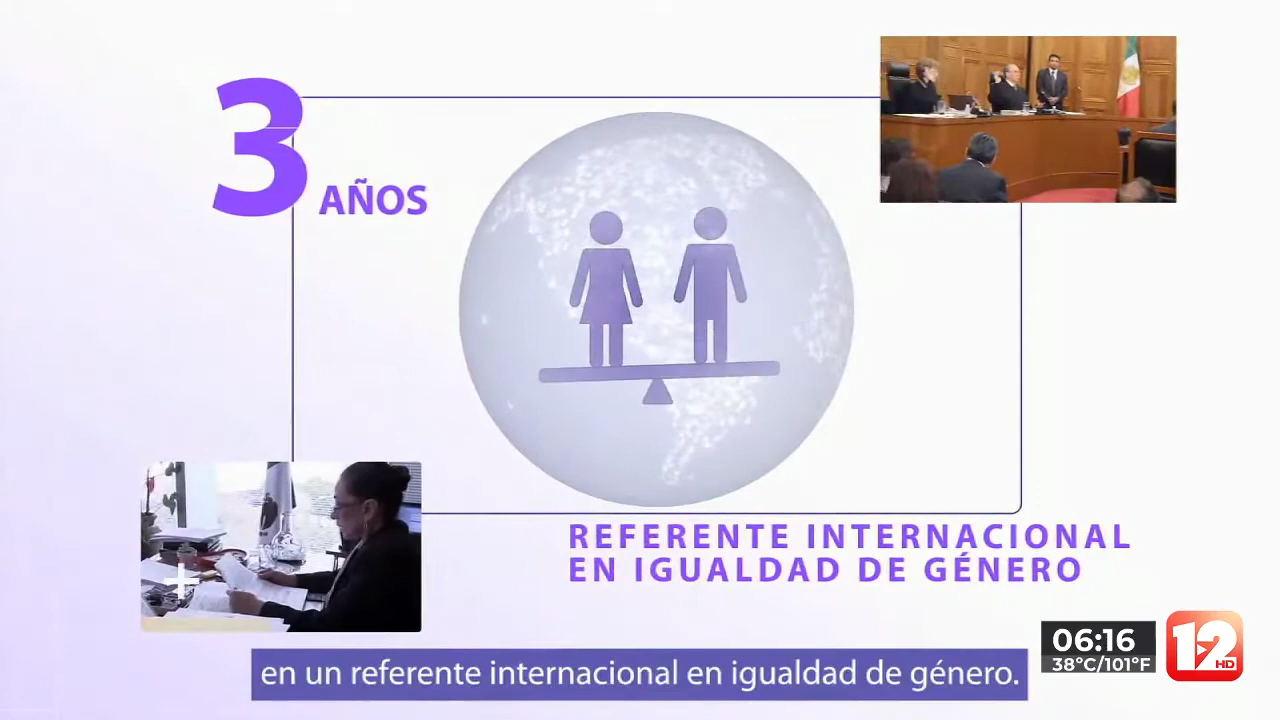 3 AÑOS
REFERENTE INTERNACIONAL
EN IGUALDAD DE GÉNERO
en un referente internacional en igualdad de género.
06:16
38°C/101°F
12
HD